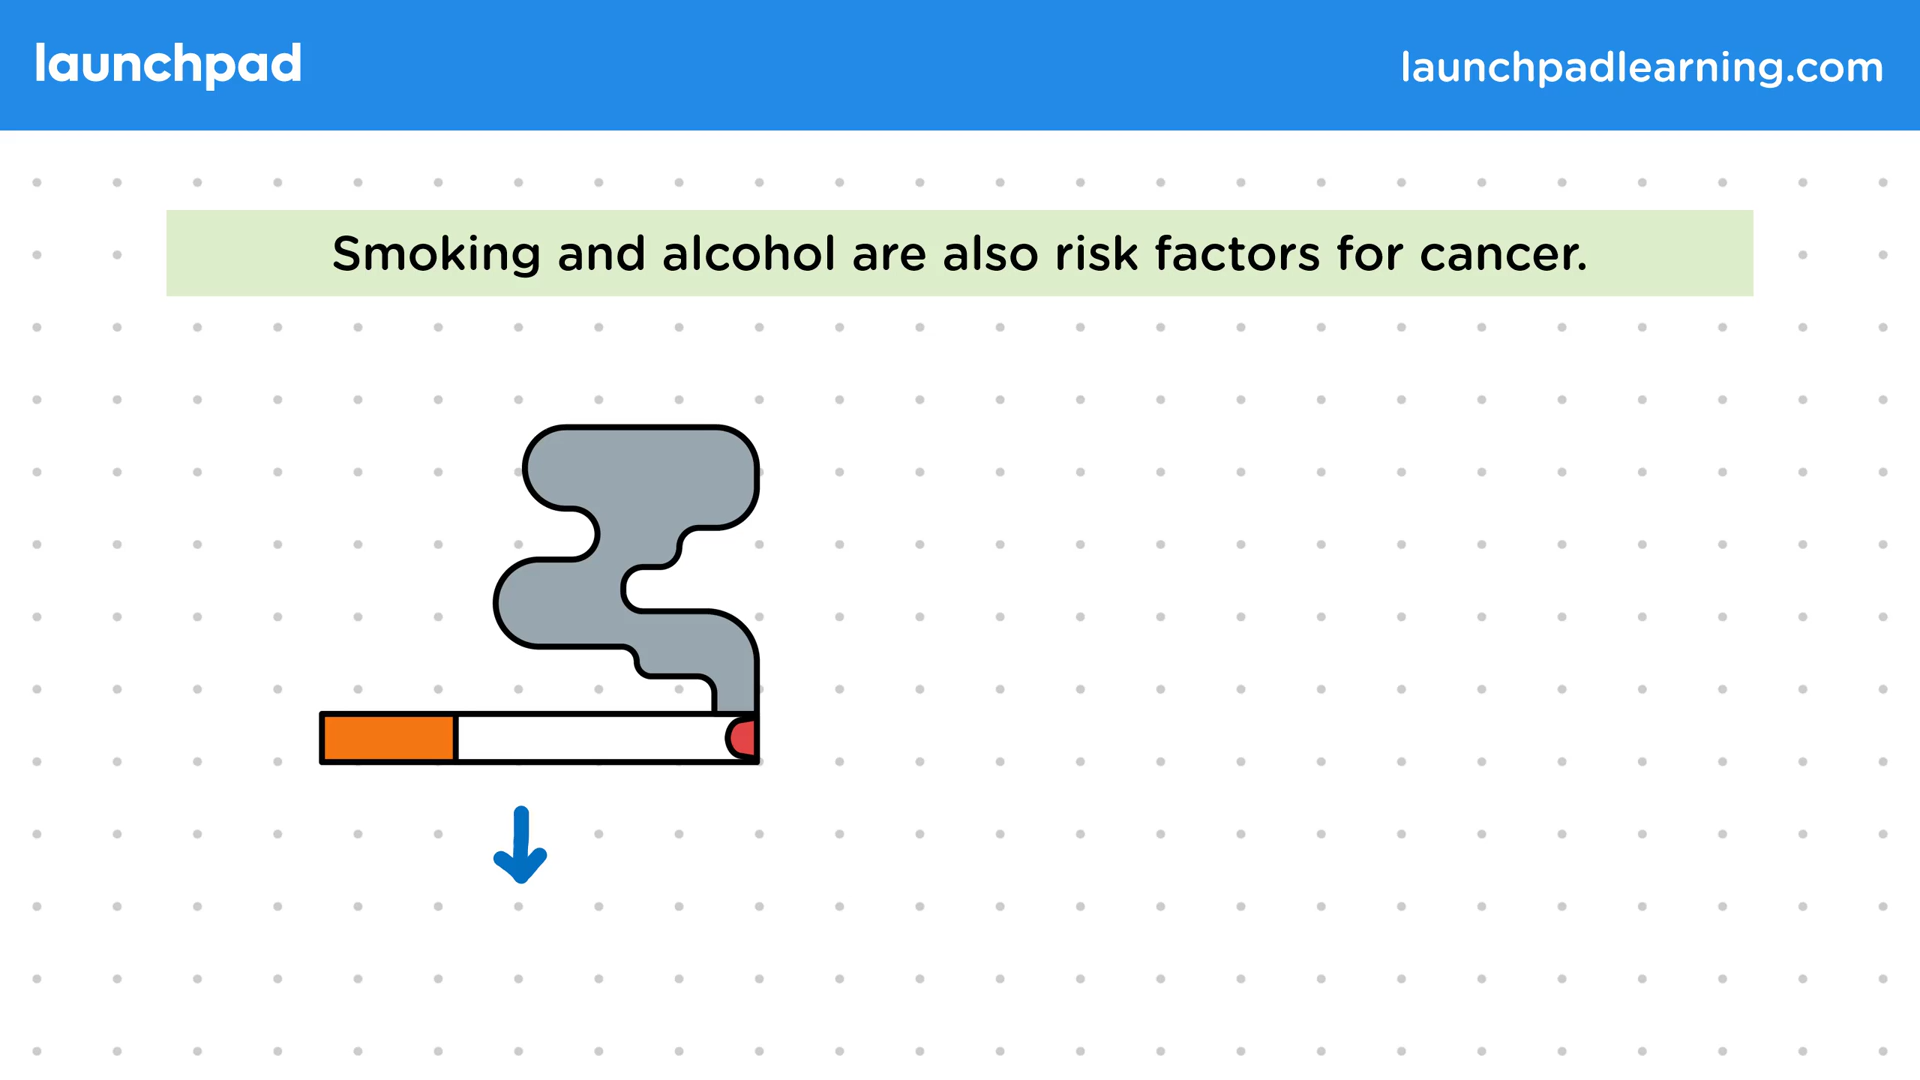 launchpad
launchpadlearning.com
Smoking and alcohol are also risk factors for cancer.